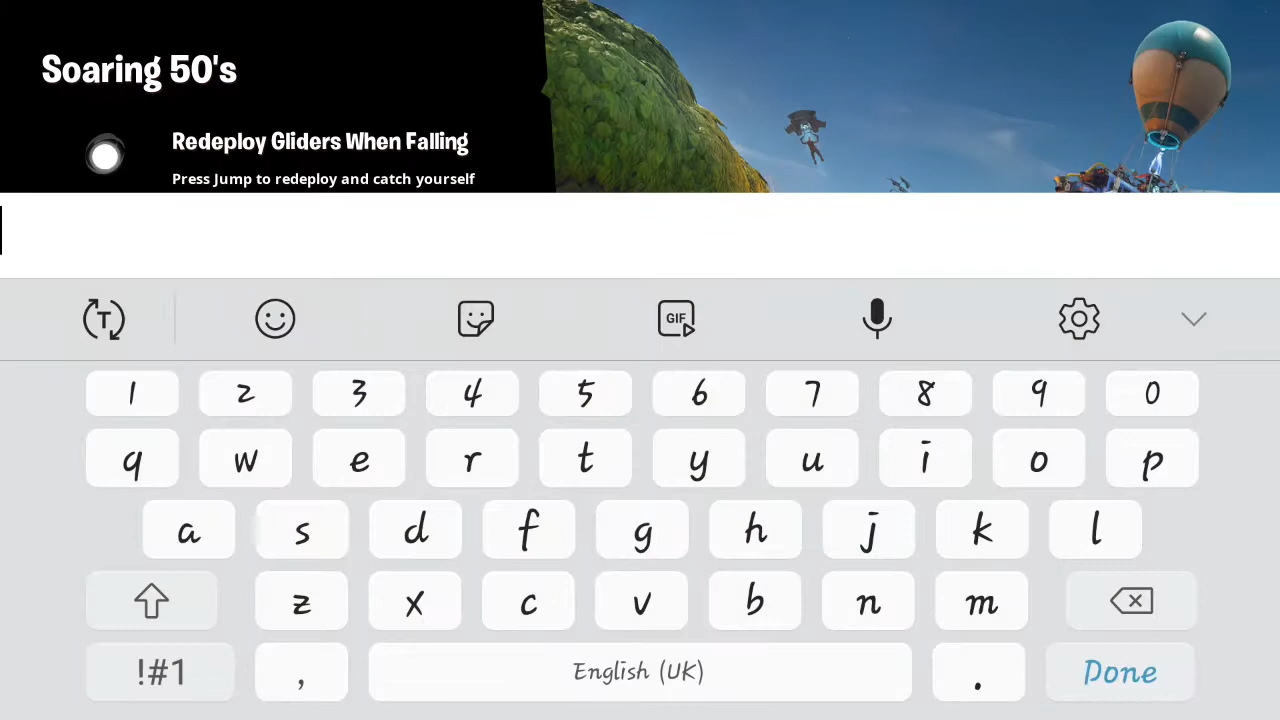 Soaring 50's
Redeploy Gliders When Falling
Press Jump to redeploy and catch yourself
T GIF
1 2 3 4 5 6 7 8 9 0
q w e r t y u i o p
a s d f g h j k l
z x c v b n m
!#1 , English (UK) . Done